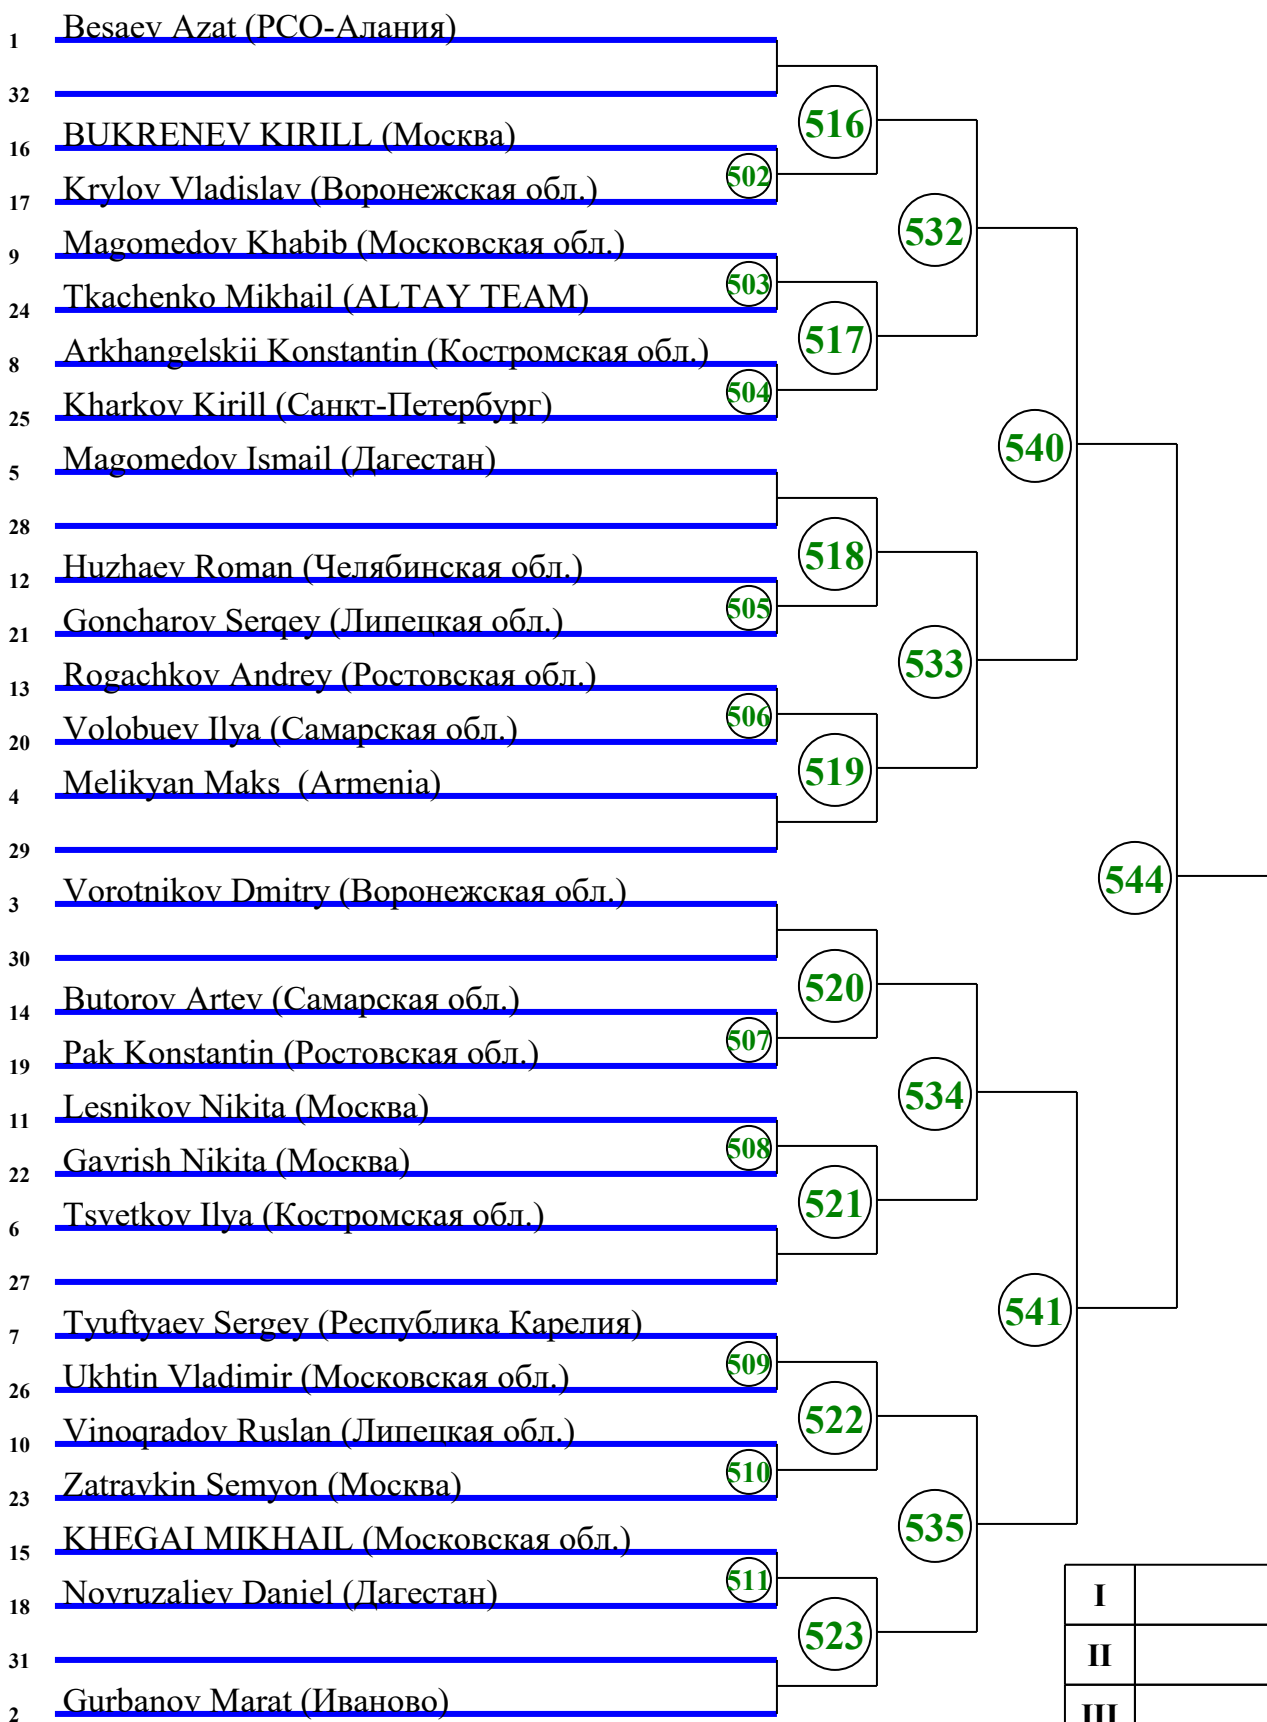 1 Besaev Azat (РСО-Алания)
32
516
16 BUKRENEV KIRILL (Москва)
502
17 Krylov Vladislav (Воронежская обл.)
532
9 Magomedov Khabib (Московская обл.)
503
24 Tkachenko Mikhail (ALTAY TEAM)
517
8 Arkhangelskij Konstantin (Костромская обл.)
504
25 Kharkov Kirill (Санкт-Петербург)
540
5 Magomedov Ismail (Дагестан)
28
518
12 Huzhaev Roman (Челябинская обл.)
505
21 Goncharov Serqey (Липецкая обл.)
533
13 Rogachkov Andrey (Ростовская обл.)
506
20 Volobuev Ilya (Самарская обл.)
519
4 Melikyan Maks (Armenia)
29
544
3 Vorotnikov Dmitry (Воронежская обл.)
30
520
14 Butorov Artev (Самарская обл.)
507
19 Pak Konstantin (Ростовская обл.)
534
11 Lesnikov Nikita (Москва)
508
22 Gavrish Nikita (Москва)
521
6 Tsvetkov Ilya (Костромская обл.)
27
541
7 Tyuftyaev Sergey (Республика Карелия)
509
26 Ukhtin Vladimir (Московская обл.)
522
10 Vinoqradov Ruslan (Липецкая обл.)
510
23 Zatravkin Semyon (Москва)
535
15 KHEGAI MIKHAIL (Московская обл.)
511
18 Novruzaliev Daniel (Дагестан)
I
523
31
II
2 Gurbanov Marat (Иваново)
III